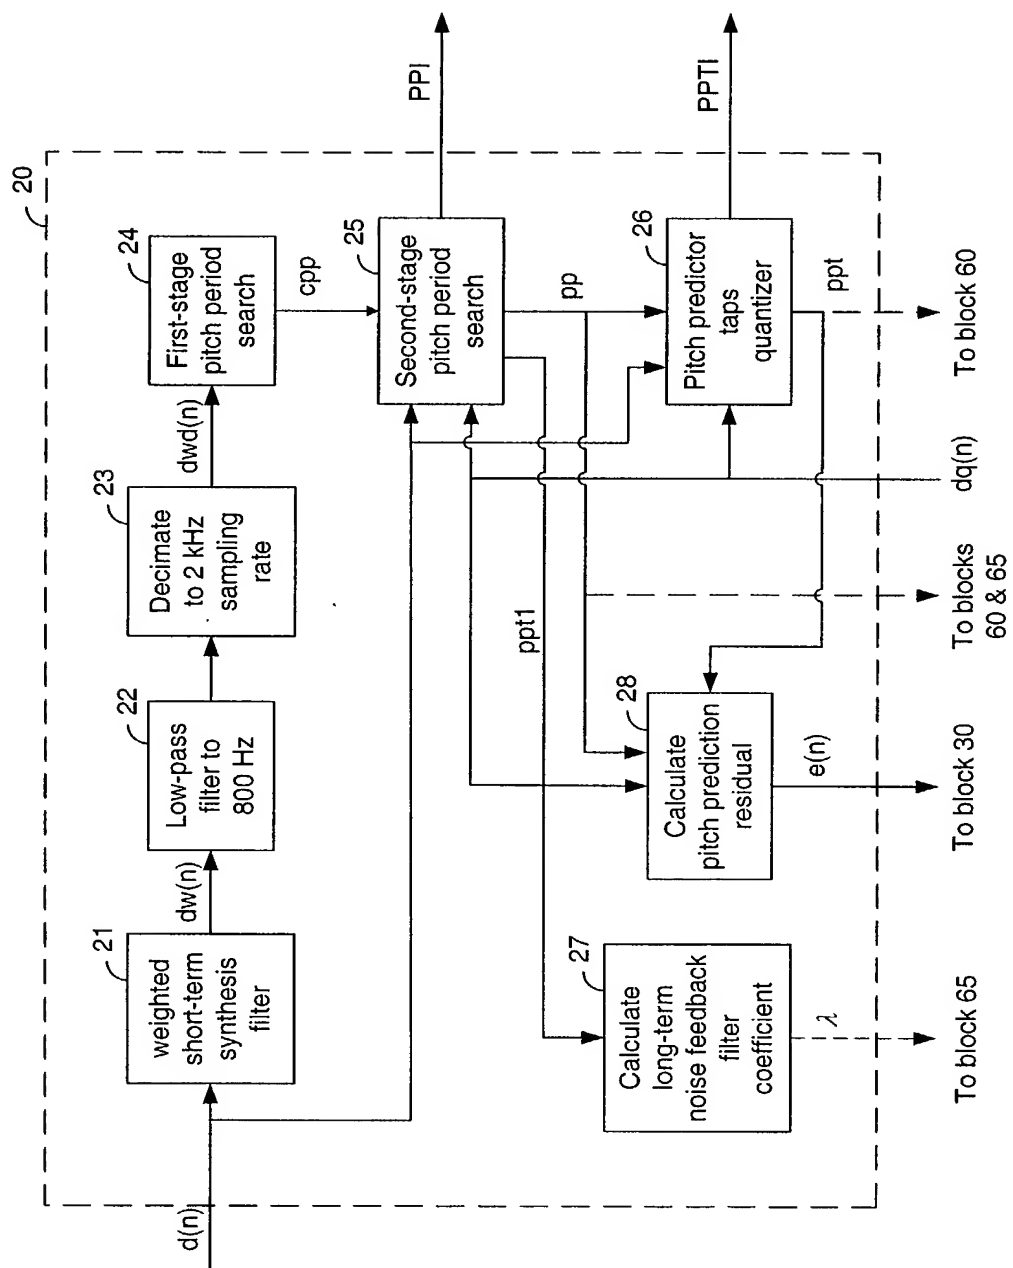 20
d(n)
21
weighted
short-term
synthesis
filter
dw(n)
22
Low-pass
filter to
800 Hz
23
Decimate
to 2 kHz
sampling
rate
dwd(n)
24
First-stage
pitch period
search
cpp
25
Second-stage
pitch period
search
PPI
ppt1
pp
27
Calculate
long-term
noise feedback
filter
coefficient
λ
28
Calculate
pitch prediction
residual
e(n)
26
Pitch predictor
taps
quantizer
PPTI
ppt
To block 65
To block 30
To blocks
60 & 65
dq(n)
To block 60